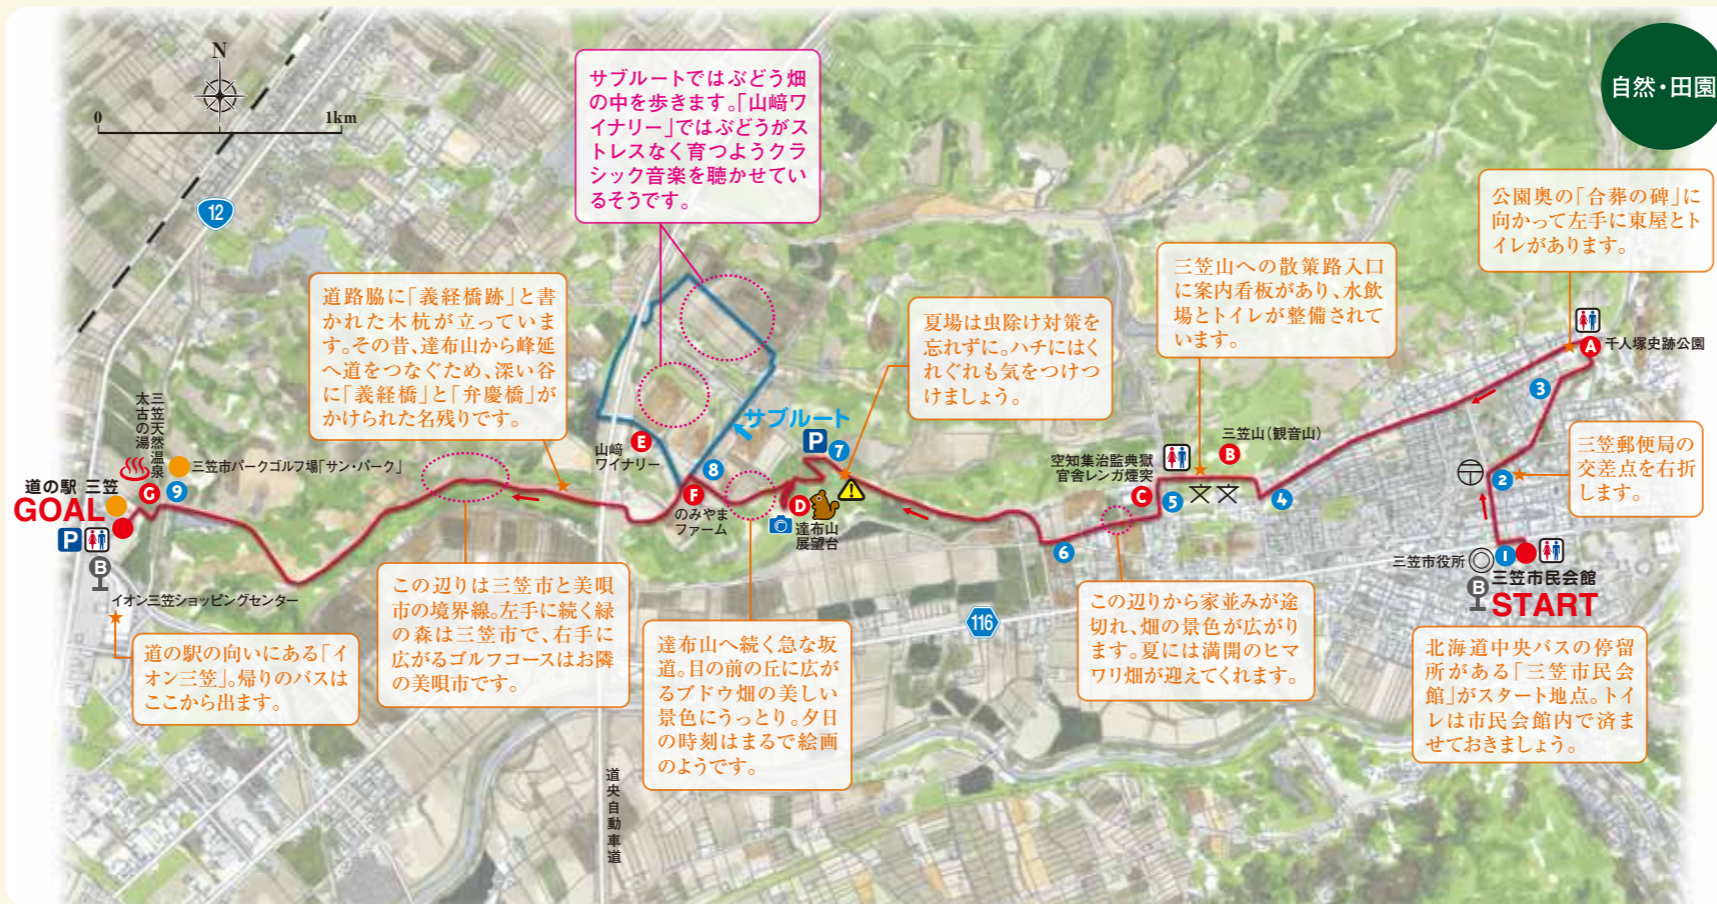 自然・田園
N
0 1km
12
サブルートではぶどう畑
の中を歩きます。「山﨑ワ
イナリー」ではぶどうがス
トレスなく育つようクラ
シック音楽を聴かせてい
るそうです。
公園奥の「合葬の碑」に
向かって左手に東屋とト
イレがあります。
三笠山への散策路入口
に案内看板があり、水飲
場とトイレが整備されて
います。
道路脇に「義経橋跡」と書
かれた木杭が立っていま
す。その昔、達布山から峰延
へ道をつなぐため、深い谷
に「義経橋」と「弁慶橋」が
かけられた名残りです。
夏場は虫除け対策を
忘れずに。ハチにはく
れぐれも気をつけつ
けましょう。
A
千人塚史跡公園
3
サブルート
P
7
E
山﨑
ワイナリー
8
三笠山(観音山)
B
空知集治監典獄
官舎レンガ煙突
C
5
文 文
4
三笠郵便局の
交差点を右折
します。
2
三笠天然温泉
太古の湯
三笠市パークゴルフ場「サン・パーク」
G
9
道の駅 三笠
GOAL
P
B
イオン三笠ショッピングセンター
F
のみやま
ファーム
D
達布山
展望台
!
6
1
三笠市役所
三笠市民会館
B
START
この辺りは三笠市と美唄
市の境界線。左手に続く緑
の森は三笠市で、右手に
広がるゴルフコースはお隣
の美唄市です。
道の駅の向いにある「イ
オン三笠」。帰りのバスは
ここから出ます。
達布山へ続く急な坂
道。目の前の丘に広が
るブドウ畑の美しい
景色にうっとり。夕日
の時刻はまるで絵画
のようです。
116
この辺りから家並みが途
切れ、畑の景色が広がり
ます。夏には満開のヒマ
ワリ畑が迎えてくれます。
北海道中央バスの停留
所がある「三笠市民会
館」がスタート地点。トイ
レは市民会館内で済ま
せておきましょう。
道央自動車道